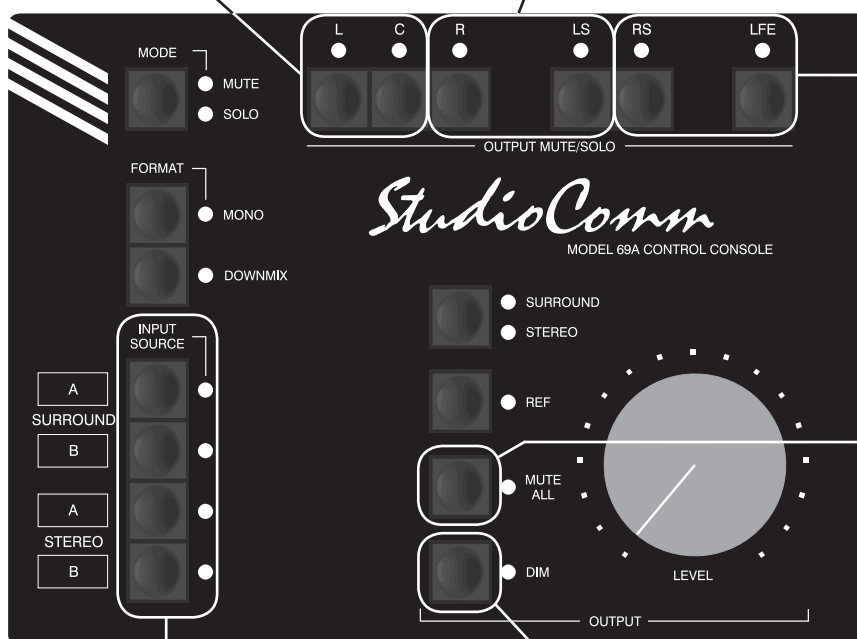 L C R LS RS LFE
MODE
MUTE
SOLO
OUTPUT MUTE/SOLO
FORMAT
MONO
DOWNMIX
StudioComm
MODEL 69A CONTROL CONSOLE
INPUT
SOURCE
A
SURROUND
B
A
STEREO
B
SURROUND
STEREO
REF
MUTE
ALL
DIM
LEVEL
OUTPUT